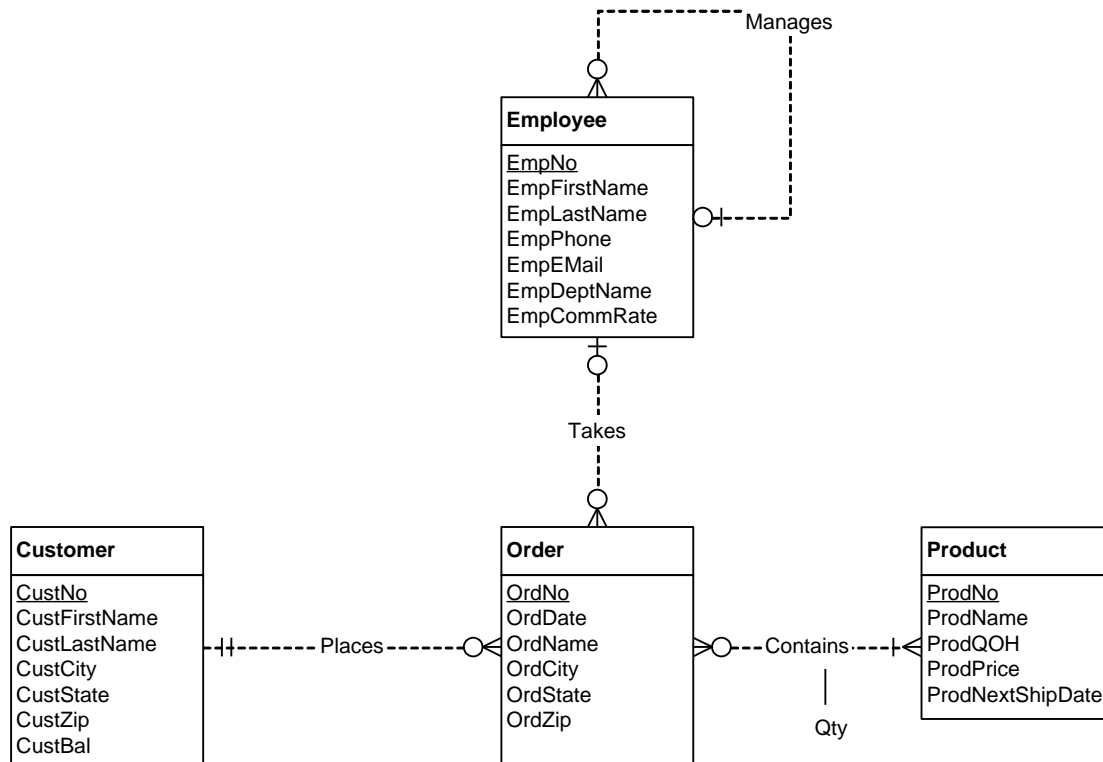 Manages
Employee
EmpNo
EmpFirstName
EmpLastName
EmpPhone
EmpEMail
EmpDeptName
EmpCommRate
Takes
Customer
CustNo
CustFirstName
CustLastName
CustCity
CustState
CustZip
CustBal
Places
Order
OrdNo
OrdDate
OrdName
OrdCity
OrdState
OrdZip
Contains
Qty
Product
ProdNo
ProdName
ProdQOH
ProdPrice
ProdNextShipDate